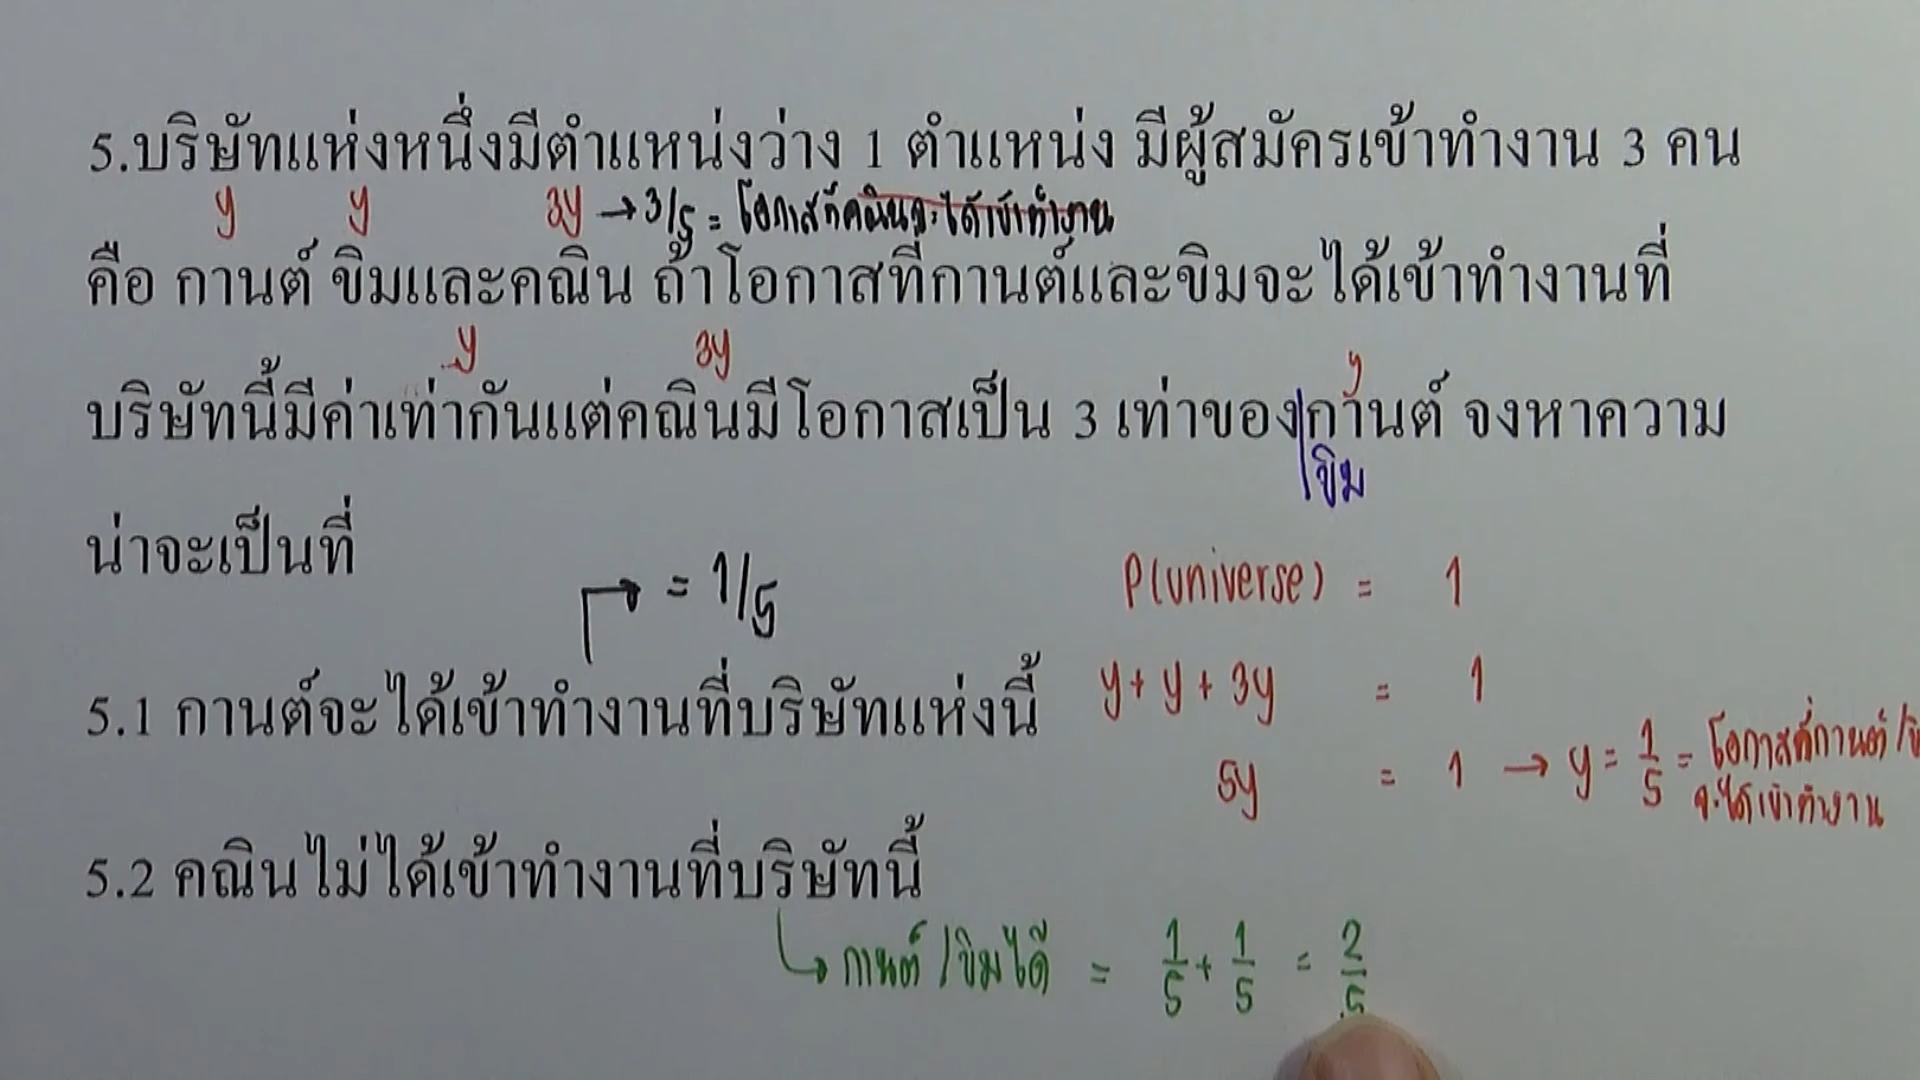 5.บริษัทแห่งหนึ่งมีตำแหน่งว่าง 1 ตำแหน่ง มีผู้สมัครเข้าทำงาน 3 คน
y y 3y → 3/5 = โอกาสที่คณินจะได้เข้าทำงาน
คือ กานต์ ขิมและคณิน ถ้าโอกาสที่กานต์และขิมจะได้เข้าทำงานที่
y 3y y
บริษัทนี้มีค่าเท่ากันแต่คณินมีโอกาสเป็น 3 เท่าของกานต์ จงหาความ
ขิม
น่าจะเป็นที่
→ = 1/5
P(universe) = 1
5.1 กานต์จะได้เข้าทำงานที่บริษัทแห่งนี้
y + y + 3y = 1
5y = 1 → y = 1/5 = โอกาสที่กานต์/
จะได้เข้าทำงาน
5.2 คณินไม่ได้เข้าทำงานที่บริษัทนี้
↳ กานต์/ขิมได้ = 1/5 + 1/5 = 2/5